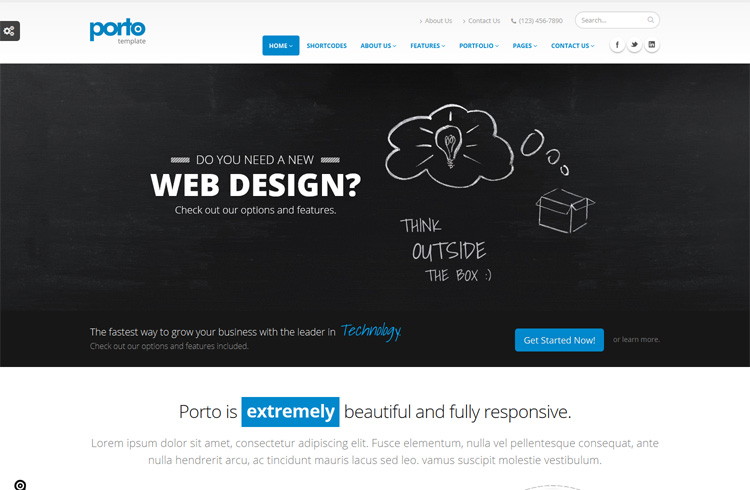 porto
template
About Us
Contact Us
(123) 456-7890
Search...
HOME
SHORTCODES
ABOUT US
FEATURES
PORTFOLIO
PAGES
CONTACT US
DO YOU NEED A NEW
WEB DESIGN?
Check out our options and features.
THINK
OUTSIDE
THE BOX :)
The fastest way to grow your business with the leader in Technology.
Check out our options and features included.
Get Started Now!
or learn more.
Porto is extremely beautiful and fully responsive.
Lorem ipsum dolor sit amet, consectetur adipiscing elit. Fusce elementum, nulla vel pellentesque consequat, ante
nulla hendrerit arcu, ac tincidunt mauris lacus sed leo. vamus suscipit molestie vestibulum.